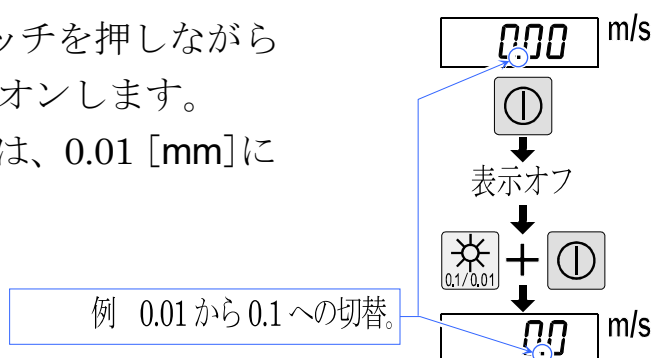 ッチを押しながら
オンします。
は、0.01 [mm]に
0.00 m/s
表示オフ
0.1/0.01
+
例 0.01 から 0.1 への切替。
0.0 m/s